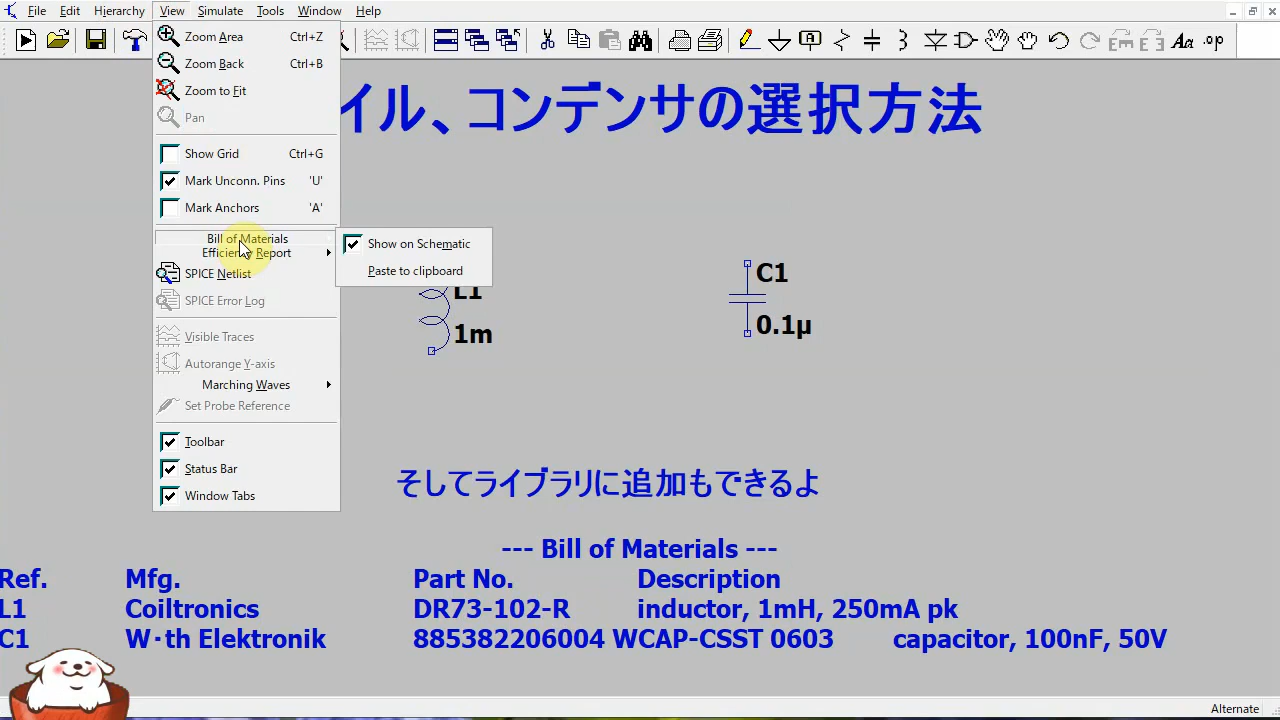 File Edit Hierarchy View Simulate Tools Window Help
.op
Zoom Area Ctrl+Z
Zoom Back Ctrl+B
Zoom to Fit
Pan
Show Grid Ctrl+G
Mark Unconn. Pins 'U'
Mark Anchors 'A'
Bill of Materials
Efficiency Report
SPICE Netlist
SPICE Error Log
Visible Traces
Autorange Y-axis
Marching Waves
Set Probe Reference
Toolbar
Status Bar
Window Tabs
Show on Schematic
Paste to clipboard
イル、コンデンサの選択方法
L1
1m
C1
0.1µ
そしてライブラリに追加もできるよ
--- Bill of Materials ---
Ref. Mfg. Part No. Description
L1 Coiltronics DR73-102-R inductor, 1mH, 250mA pk
C1 W･th Elektronik 885382206004 WCAP-CSST 0603 capacitor, 100nF, 50V
Alternate